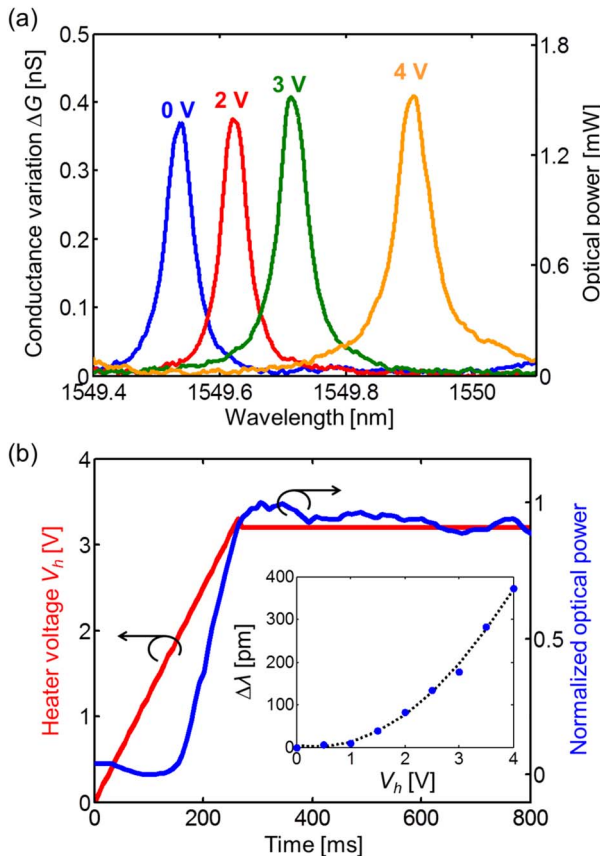 (a)
0.5
0.4
0.3
0.2
0.1
0
Conductance variation ΔG [nS]
0 V
2 V
3 V
4 V
1.8
1.4
1
0.6
0
Optical power [mW]
1549.4
1549.6
1549.8
1550
Wavelength [nm]
(b)
4
3
2
1
0
Heater voltage Vh [V]
1
0.5
0
Normalized optical power
400
300
200
100
0
Δλ [pm]
0
1
2
3
4
Vh [V]
0
200
400
600
800
Time [ms]